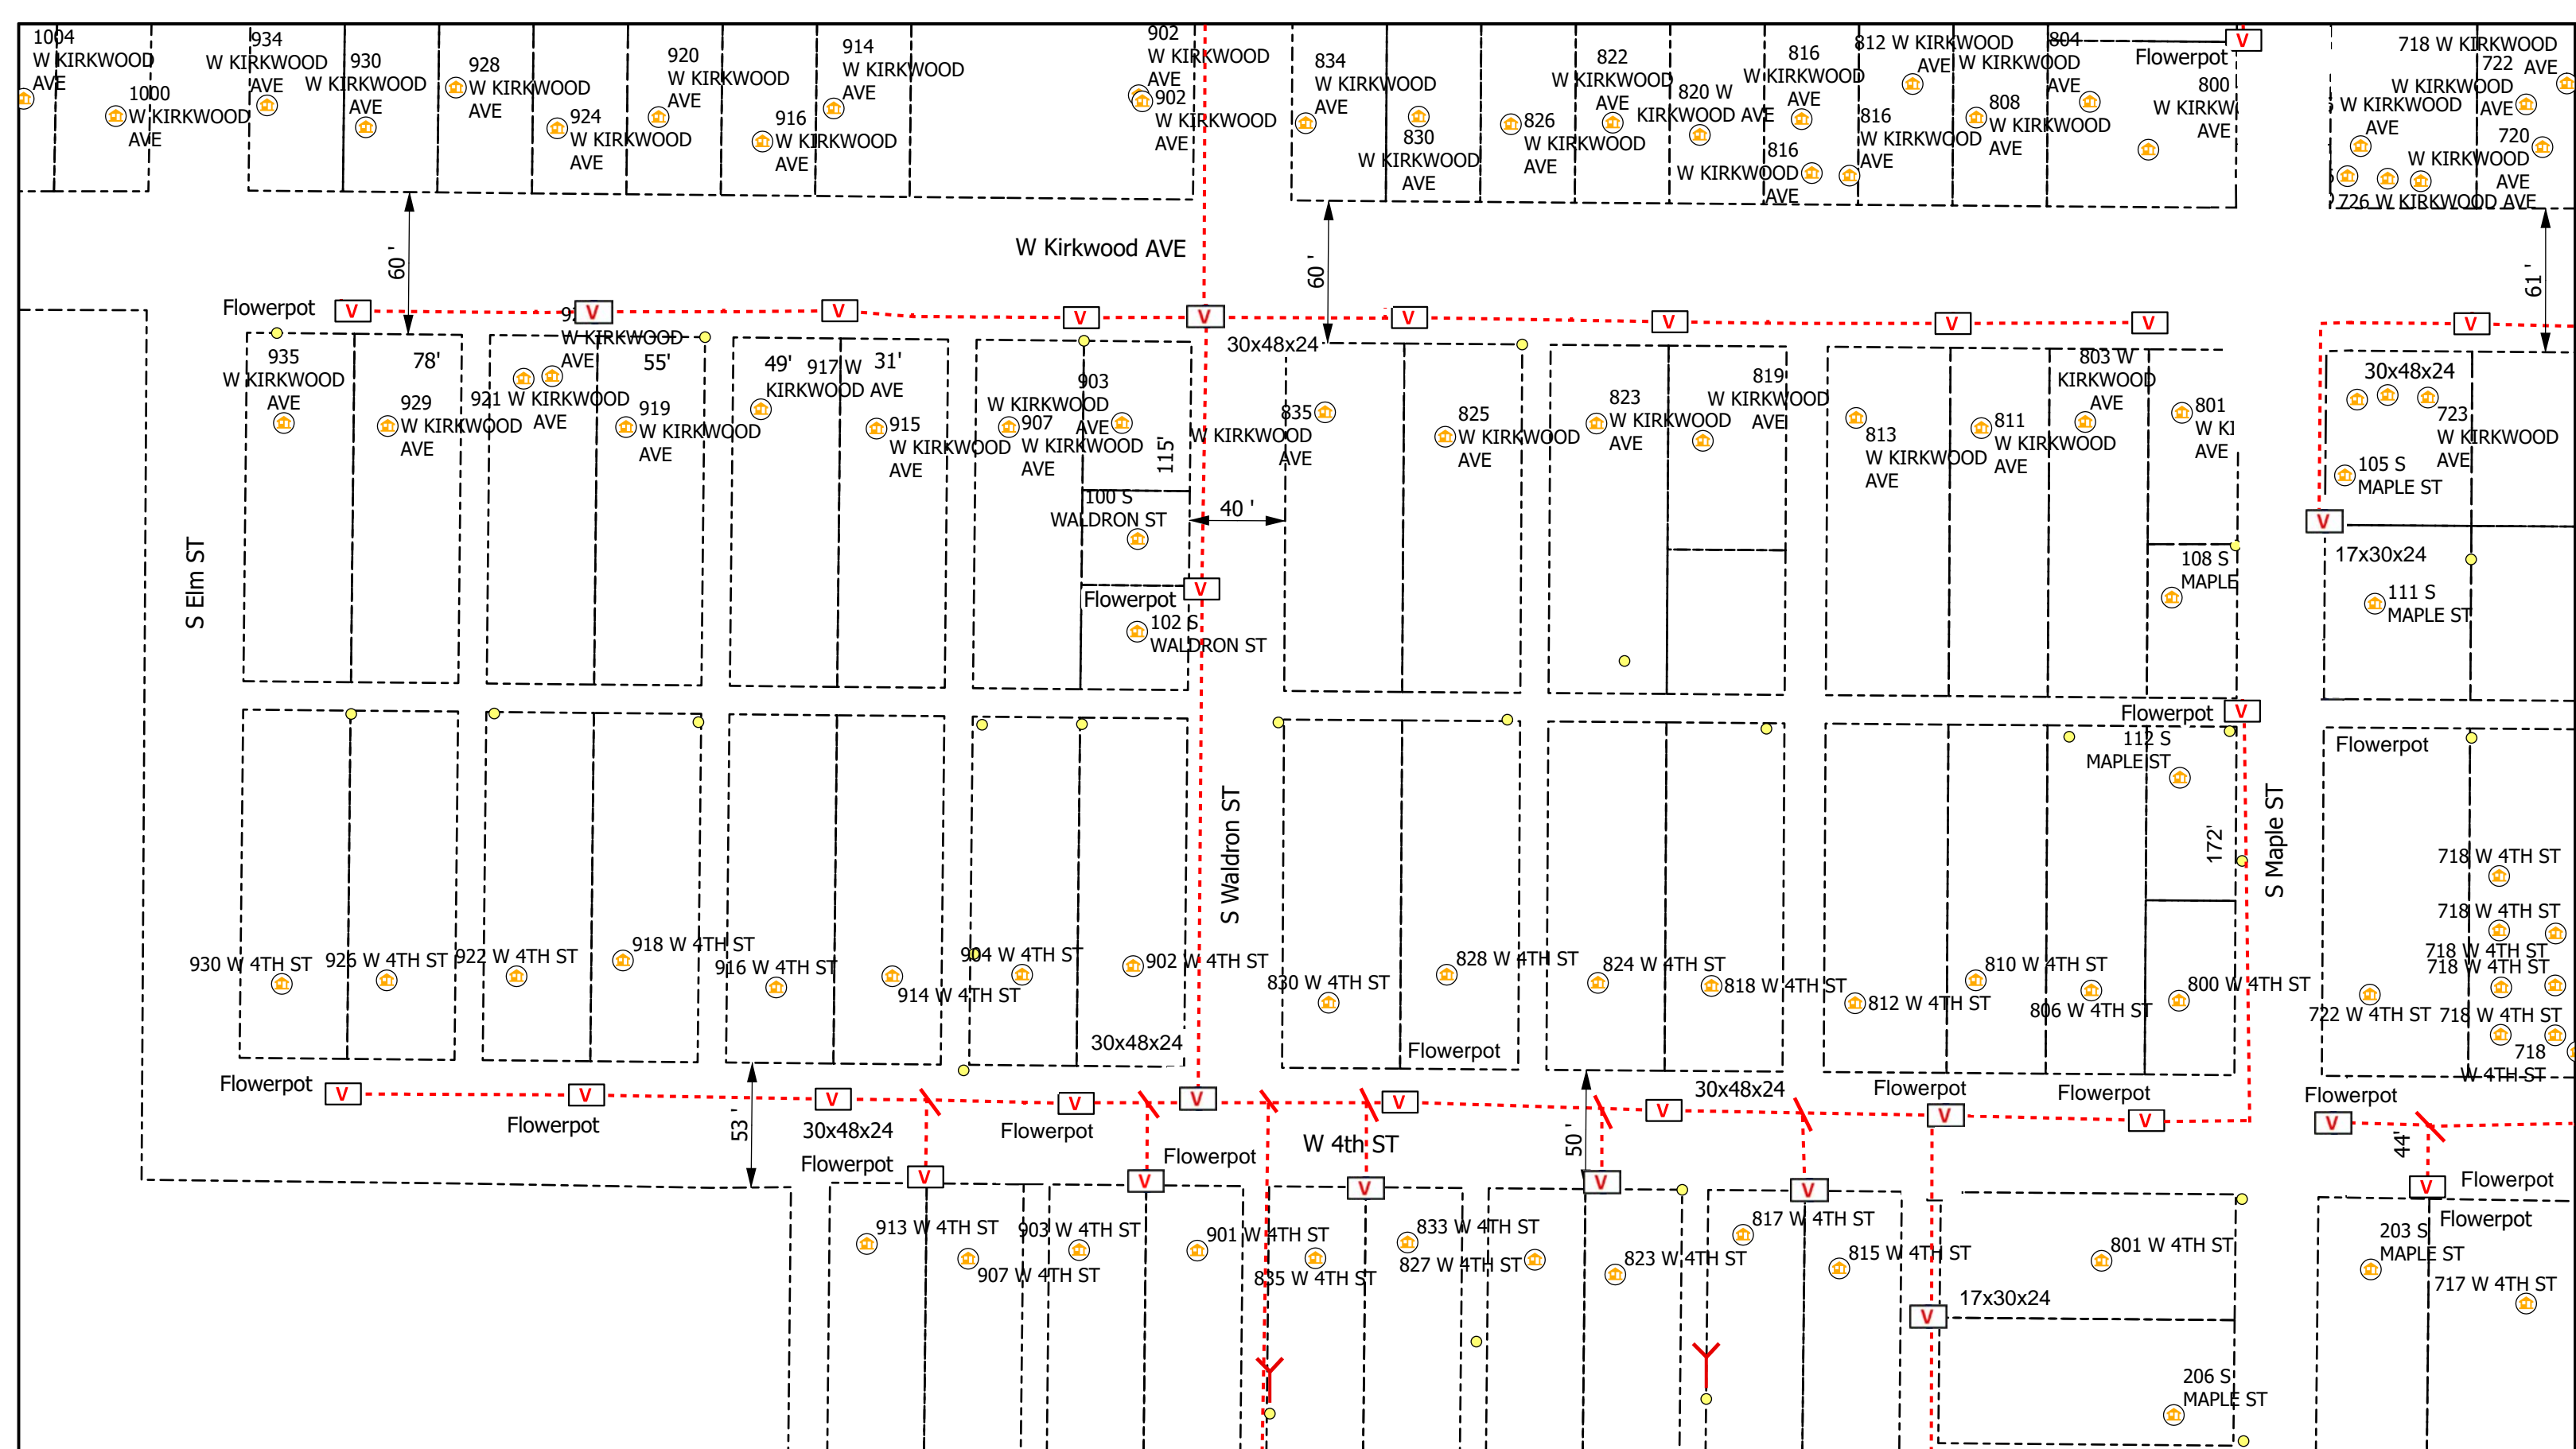 1004
W KIRKWOOD
AVE
1000
W KIRKWOOD
AVE
934
W KIRKWOOD
AVE
930
W KIRKWOOD
AVE
928
W KIRKWOOD
AVE
924
W KIRKWOOD
AVE
920
W KIRKWOOD
AVE
916
W KIRKWOOD
AVE
914
W KIRKWOOD
AVE
902
W KIRKWOOD
AVE
902
W KIRKWOOD
AVE
834
W KIRKWOOD
AVE
830
W KIRKWOOD
AVE
826
W KIRKWOOD
AVE
822
W KIRKWOOD
AVE
820 W
KIRKWOOD AVE
816
W KIRKWOOD
AVE
816
W KIRKWOOD
AVE
816
W KIRKWOOD
AVE
812 W KIRKWOOD
AVE
808
W KIRKWOOD
AVE
804
W KIRKWOOD
AVE
Flowerpot
V
800
W KIRKW
AVE
718 W KIRKWOOD
AVE
722
W KIRKWOOD
AVE
W KIRKWOOD
AVE
720
W KIRKWOOD
AVE
726 W KIRKWOOD AVE
60 '
W Kirkwood AVE
60 '
61 '
Flowerpot
V
V
V
V
V
V
V
V
V
V
30x48x24
30x48x24
935
W KIRKWOOD
AVE
78'
929
W KIRKWOOD
AVE
W KIRKWOOD
AVE
921 W KIRKWOOD
AVE
55'
919
W KIRKWOOD
AVE
49'
917 W
KIRKWOOD AVE
31'
915
W KIRKWOOD
AVE
907
W KIRKWOOD
AVE
903
W KIRKWOOD
AVE
115'
835
W KIRKWOOD
AVE
825
W KIRKWOOD
AVE
823
W KIRKWOOD
AVE
819
W KIRKWOOD
AVE
813
W KIRKWOOD
AVE
811
W KIRKWOOD
AVE
803 W
KIRKWOOD
AVE
801
W KI
AVE
723
W KIRKWOOD
AVE
105 S
MAPLE ST
V
17x30x24
100 S
WALDRON ST
40 '
S Elm ST
Flowerpot
V
102 S
WALDRON ST
108 S
MAPLE
111 S
MAPLE ST
Flowerpot
V
112 S
MAPLE ST
Flowerpot
S Waldron ST
172'
S Maple ST
718 W 4TH ST
718 W 4TH ST
718 W 4TH ST
718 W 4TH ST
718 W 4TH ST
718
W 4TH ST
930 W 4TH ST
926 W 4TH ST
922 W 4TH ST
918 W 4TH ST
916 W 4TH ST
914 W 4TH ST
904 W 4TH ST
902 W 4TH ST
830 W 4TH ST
828 W 4TH ST
824 W 4TH ST
818 W 4TH ST
812 W 4TH ST
810 W 4TH ST
806 W 4TH ST
800 W 4TH ST
722 W 4TH ST
30x48x24
Flowerpot
Flowerpot
V
V
V
V
V
V
V
V
V
V
Flowerpot
30x48x24
Flowerpot
30x48x24
Flowerpot
Flowerpot
Flowerpot
53 '
W 4th ST
50 '
44'
Flowerpot
V
Flowerpot
V
V
V
V
V
Flowerpot
Flowerpot
913 W 4TH ST
907 W 4TH ST
903 W 4TH ST
901 W 4TH ST
835 W 4TH ST
833 W 4TH ST
827 W 4TH ST
823 W 4TH ST
817 W 4TH ST
815 W 4TH ST
801 W 4TH ST
203 S
MAPLE ST
717 W 4TH ST
V
17x30x24
206 S
MAPLE ST